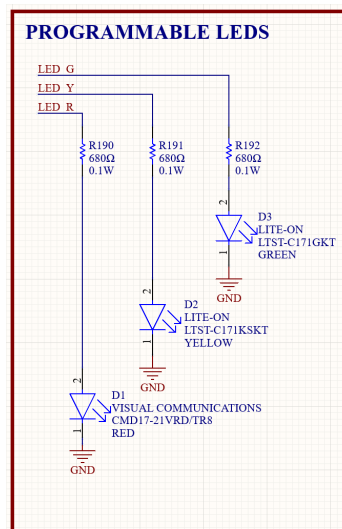 PROGRAMMABLE LEDS
LED_G
LED_Y
LED_R
R190
680Ω
0.1W
R191
680Ω
0.1W
R192
680Ω
0.1W
2
D3
LITE-ON
LTST-C171GKT
GREEN
1
GND
2
D2
LITE-ON
LTST-C171KSKT
YELLOW
1
GND
2
D1
VISUAL COMMUNICATIONS
CMD17-21VRD/TR8
RED
1
GND